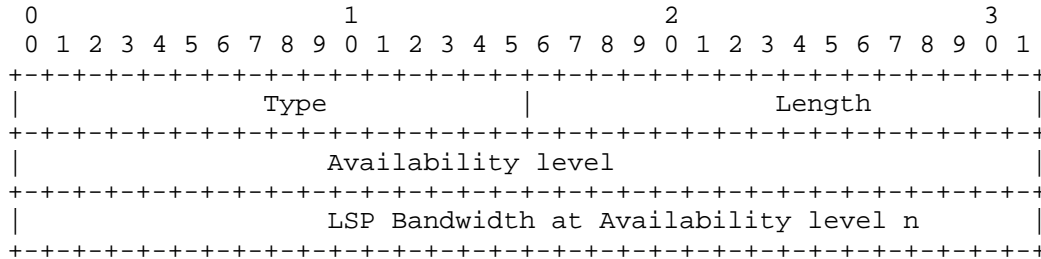 0                   1                   2                   3
0 1 2 3 4 5 6 7 8 9 0 1 2 3 4 5 6 7 8 9 0 1 2 3 4 5 6 7 8 9 0 1
+-+-+-+-+-+-+-+-+-+-+-+-+-+-+-+-+-+-+-+-+-+-+-+-+-+-+-+-+-+-+-+-+
|               Type            |               Length          |
+-+-+-+-+-+-+-+-+-+-+-+-+-+-+-+-+-+-+-+-+-+-+-+-+-+-+-+-+-+-+-+-+
|                   Availability level                          |
+-+-+-+-+-+-+-+-+-+-+-+-+-+-+-+-+-+-+-+-+-+-+-+-+-+-+-+-+-+-+-+-+
|                   LSP Bandwidth at Availability level n       |
+-+-+-+-+-+-+-+-+-+-+-+-+-+-+-+-+-+-+-+-+-+-+-+-+-+-+-+-+-+-+-+-+